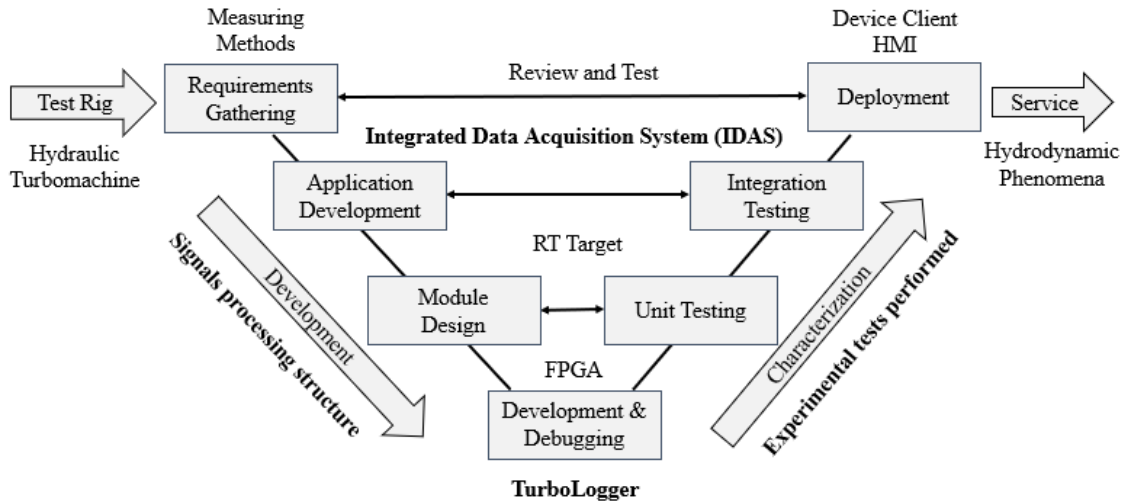 Measuring
Methods
Device Client
HMI
Test Rig
Requirements
Gathering
Review and Test
Deployment
Service
Hydraulic
Turbomachine
Integrated Data Acquisition System (IDAS)
Hydrodynamic
Phenomena
Application
Development
Integration
Testing
RT Target
Signals processing structure
Development
Module
Design
Unit Testing
Characterization
Experimental tests performed
FPGA
Development &
Debugging
TurboLogger